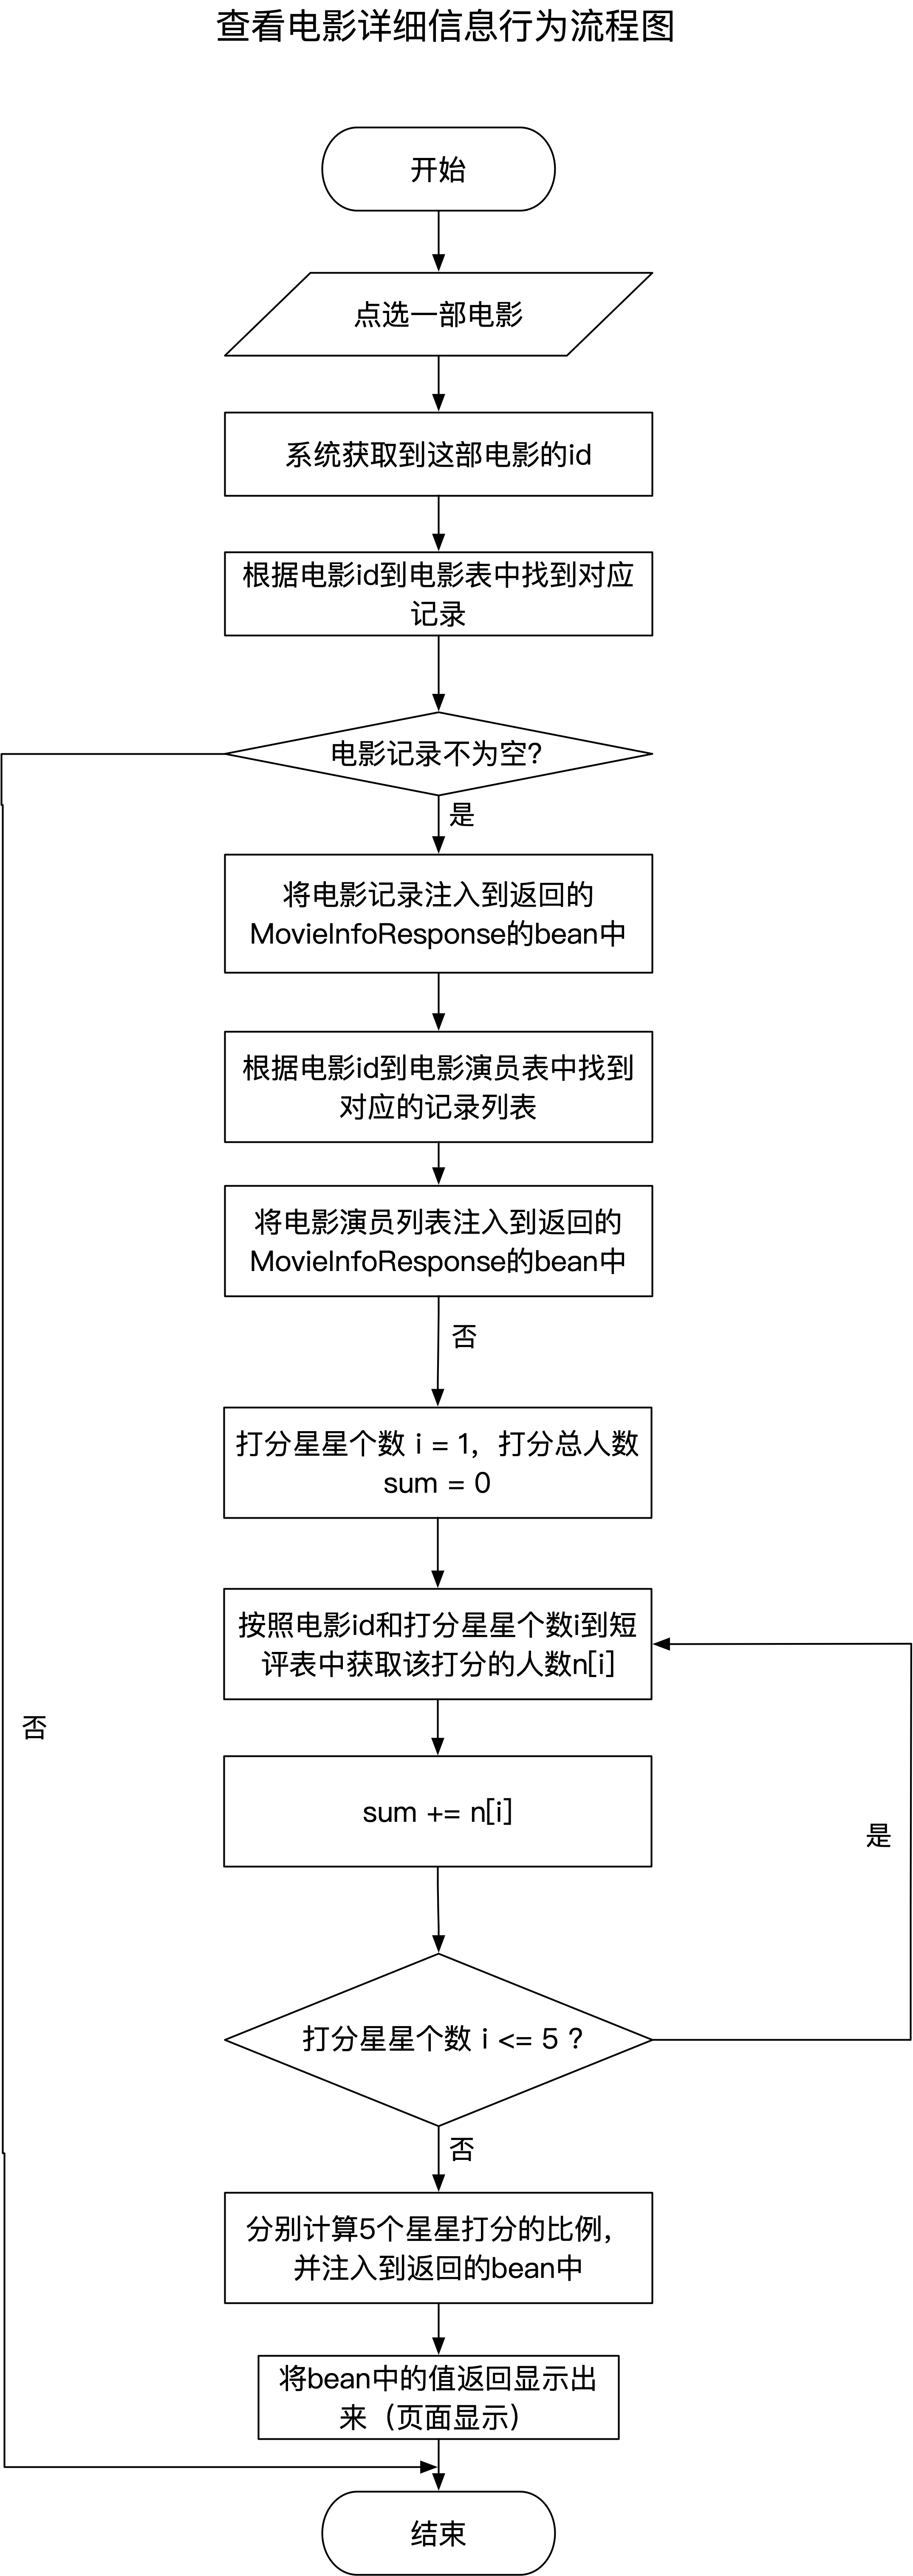 查看电影详细信息行为流程图
开始
点选一部电影
系统获取到这部电影的id
根据电影id到电影表中找到对应
记录
电影记录不为空?
是
将电影记录注入到返回的
MovieInfoResponse的bean中
根据电影id到电影演员表中找到
对应的记录列表
将电影演员列表注入到返回的
MovieInfoResponse的bean中
否
打分星星个数 i = 1，打分总人数
sum = 0
按照电影id和打分星星个数i到短
评表中获取该打分的人数n[i]
否
sum += n[i]
是
打分星星个数 i <= 5 ?
否
分别计算5个星星打分的比例，
并注入到返回的bean中
将bean中的值返回显示出
来（页面显示）
结束